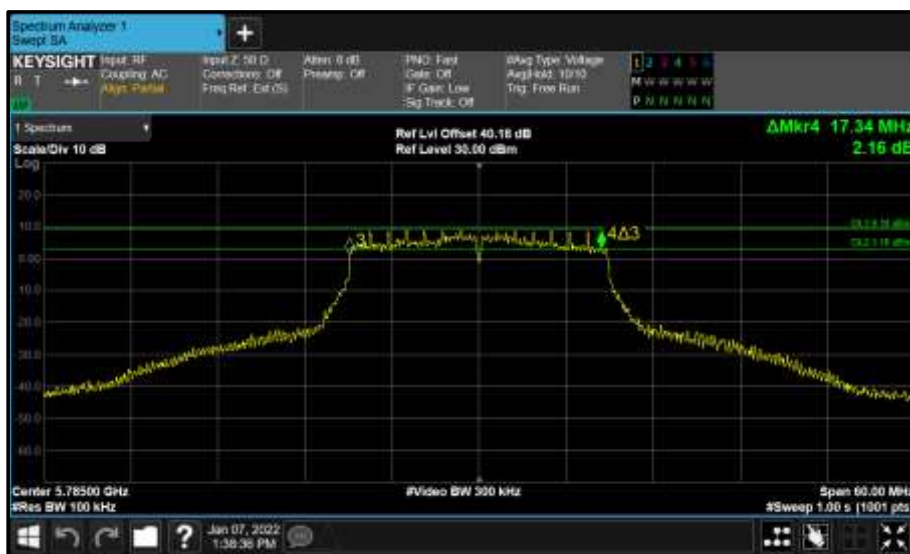 Spectrum Analyzer 1
Swept SA
KEYSIGHT
R T
Input: RF
Coupling: AC
Align: Partial
Input Z: 50 Ω
Corrections: Off
Freq Ref: Ext (S)
Atten: 6 dB
Preamp: Off
PNO: Fast
Gate: Off
IF Gain: Low
Sig Track: Off
#Avg Type: Voltage
Avg|Hold: 10/10
Trig: Free Run
1 2 3 4 5 6
M W W W W W
P N N N N N
1 Spectrum
Scale/Div 10 dB
Ref Lvl Offset 40.18 dB
Ref Level 30.00 dBm
ΔMkr4 17.34 MHz
2.16 dB
Log
20.0
10.0
0.00
-10.0
-20.0
-30.0
-40.0
-50.0
-60.0
3
4Δ3
Center 5.78500 GHz
#Res BW 100 kHz
#Video BW 300 kHz
Span 60.00 MHz
#Sweep 1.00 s (1001 pts)
?
Jan 07, 2022
1:38:36 PM